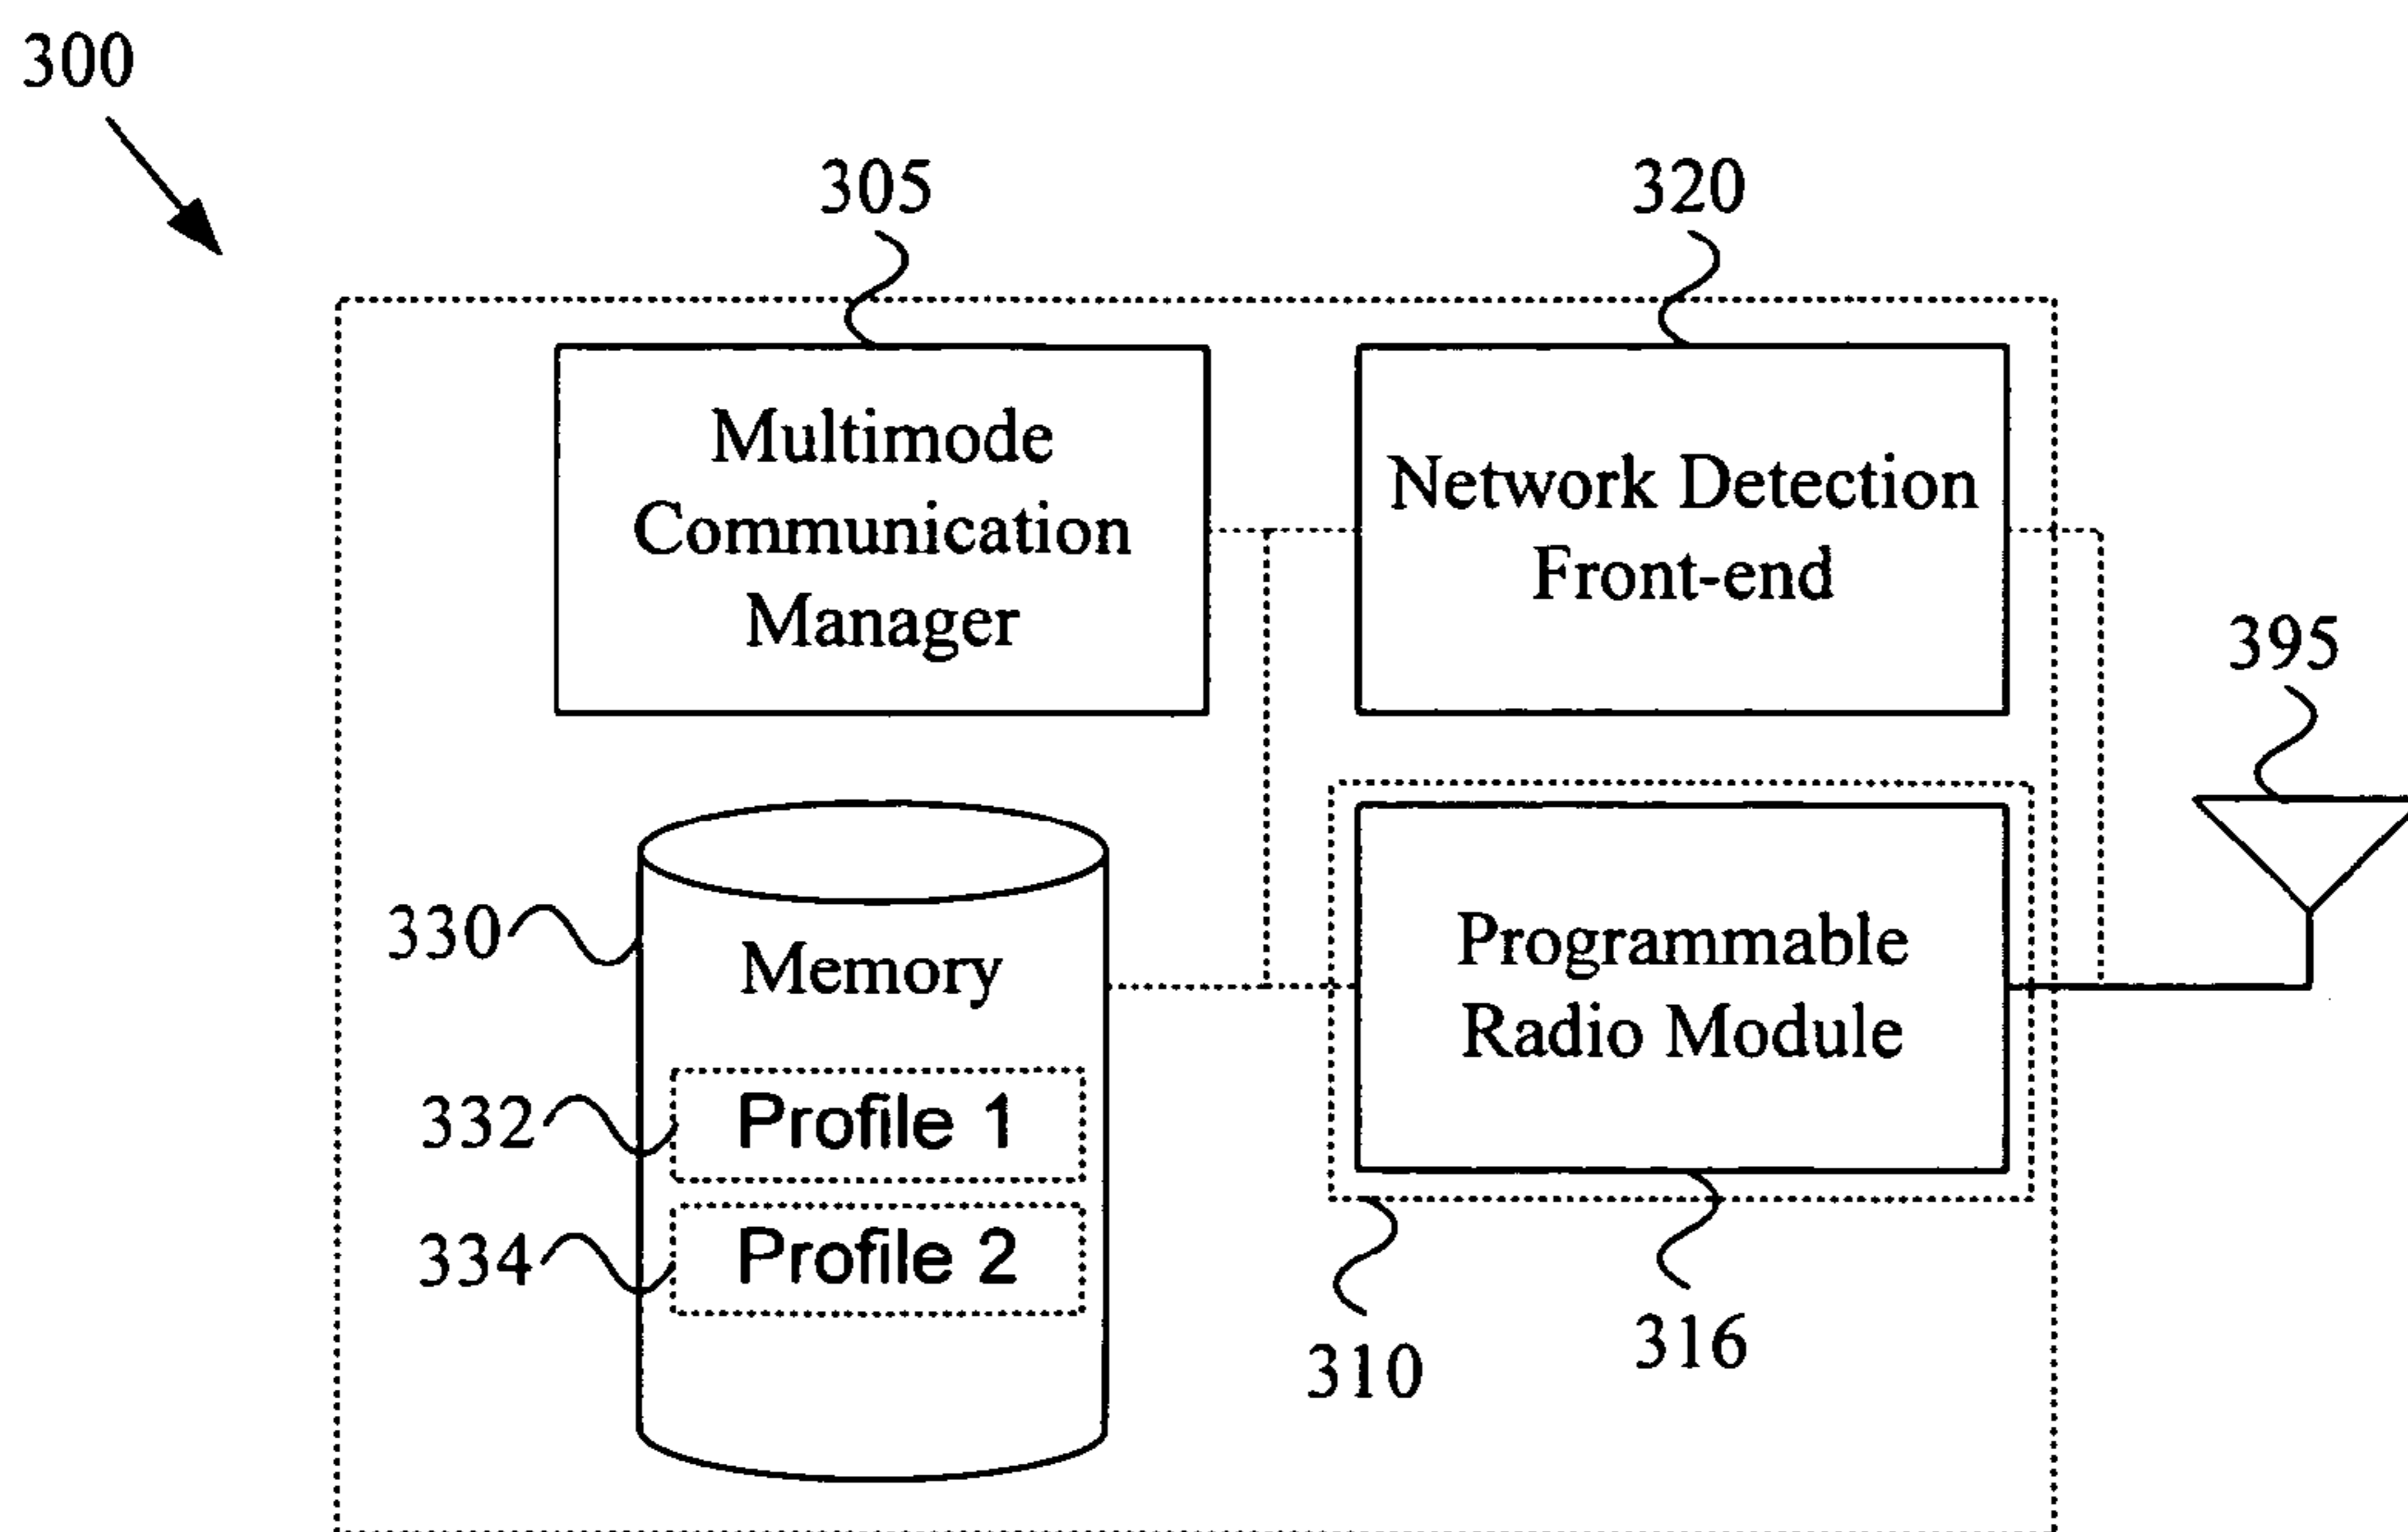 300
305
320
Multimode
Communication
Manager
Network Detection
Front-end
395
330
Memory
Programmable
Radio Module
332
Profile 1
334
Profile 2
310
316